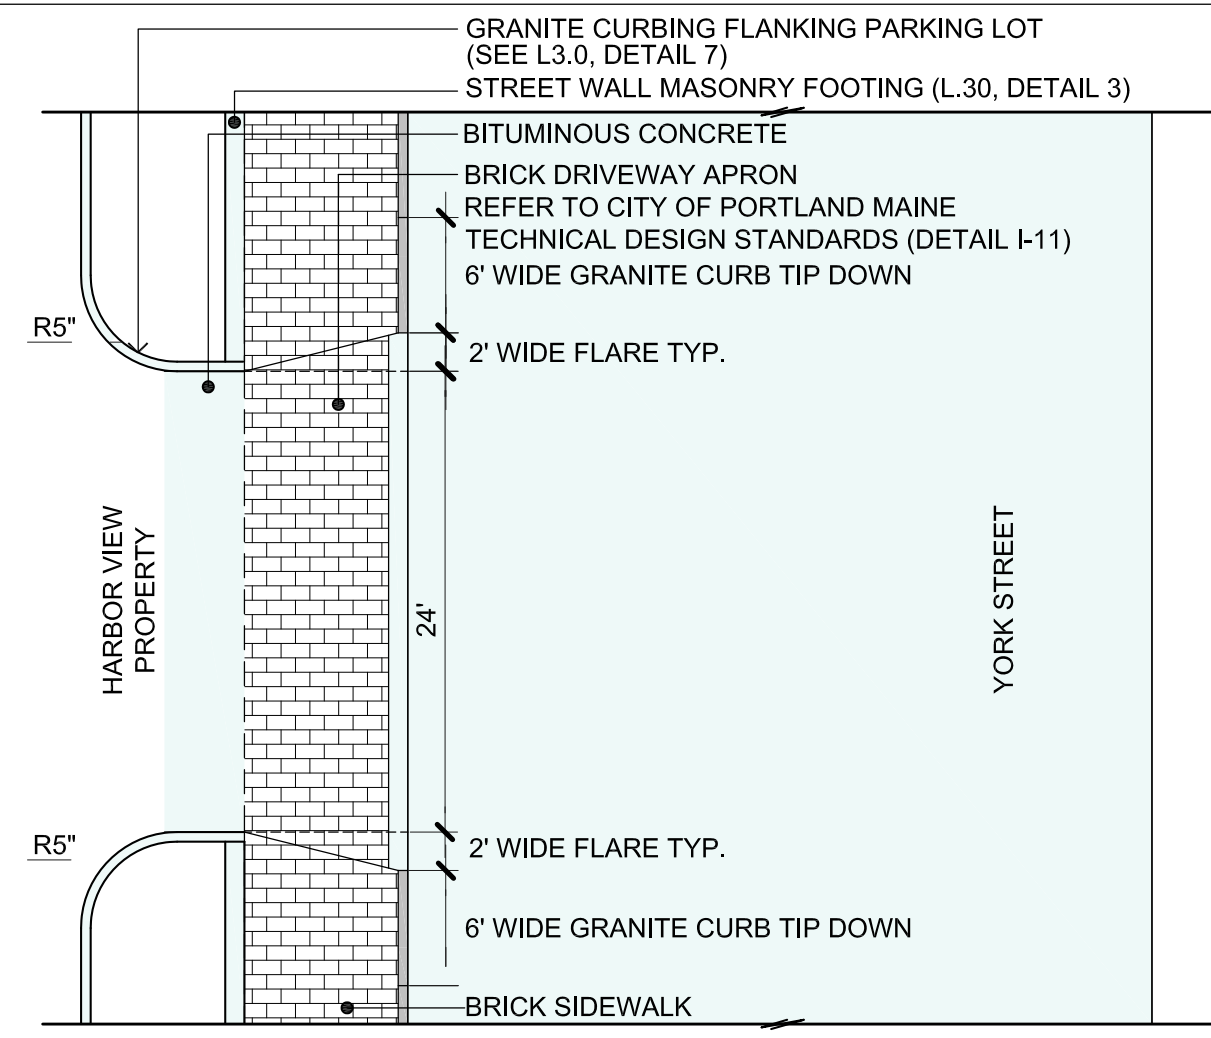 GRANITE CURBING FLANKING PARKING LOT
(SEE L3.0, DETAIL 7)
STREET WALL MASONRY FOOTING (L.30, DETAIL 3)
BITUMINOUS CONCRETE
BRICK DRIVEWAY APRON
REFER TO CITY OF PORTLAND MAINE
TECHNICAL DESIGN STANDARDS (DETAIL I-11)
6' WIDE GRANITE CURB TIP DOWN
R5"
2' WIDE FLARE TYP.
HARBOR VIEW
PROPERTY
24'
YORK STREET
R5"
2' WIDE FLARE TYP.
6' WIDE GRANITE CURB TIP DOWN
BRICK SIDEWALK